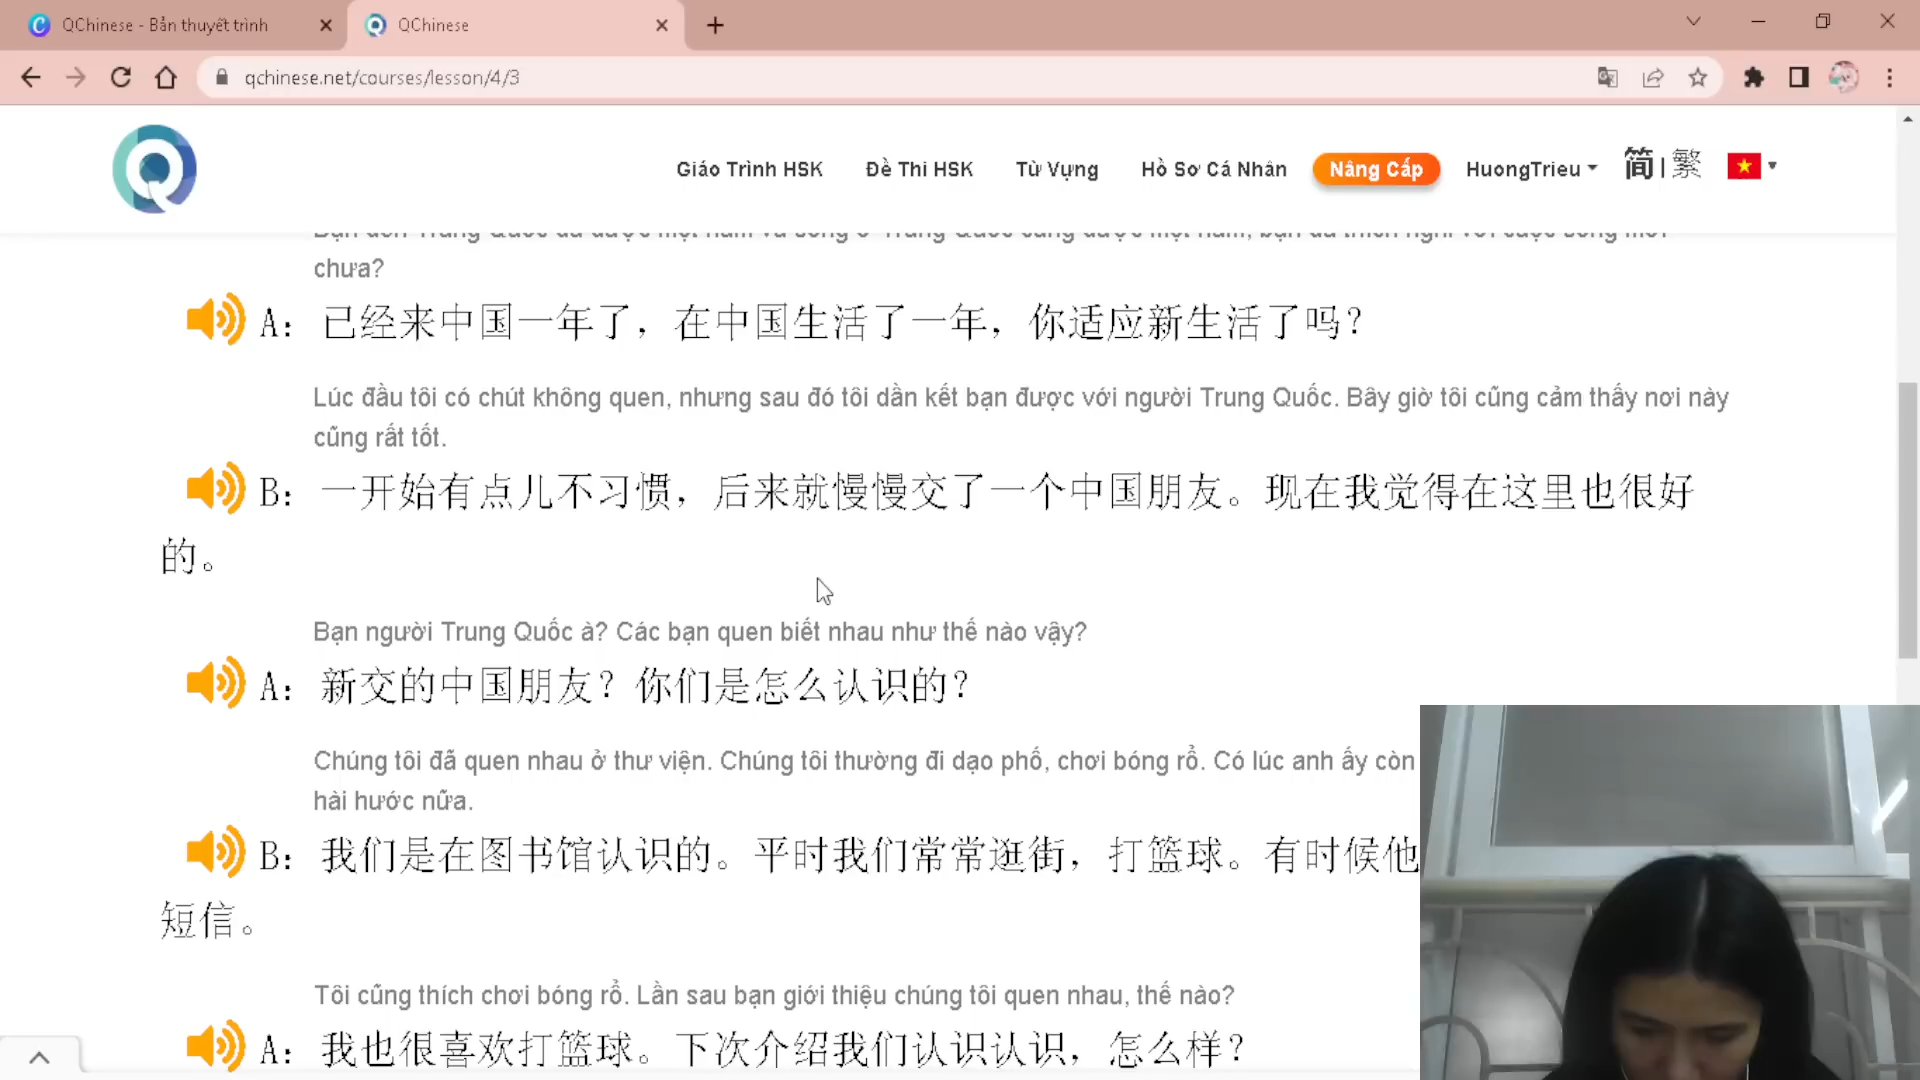 QChinese - Bản thuyết trình
QChinese
qchinese.net/courses/lesson/4/3
Giáo Trình HSK
Đề Thi HSK
Từ Vựng
Hồ Sơ Cá Nhân
Nâng Cấp
HuongTrieu
简 | 繁
chưa?
A: 已经来中国一年了，在中国生活了一年，你适应新生活了吗？
Lúc đầu tôi có chút không quen, nhưng sau đó tôi dần kết bạn được với người Trung Quốc. Bây giờ tôi cũng cảm thấy nơi này
cũng rất tốt.
B: 一开始有点儿不习惯，后来就慢慢交了一个中国朋友。现在我觉得在这里也很好
的。
Bạn người Trung Quốc à? Các bạn quen biết nhau như thế nào vậy?
A: 新交的中国朋友？你们是怎么认识的？
Chúng tôi đã quen nhau ở thư viện. Chúng tôi thường đi dạo phố, chơi bóng rổ. Có lúc anh ấy còn
hài hước nữa.
B: 我们是在图书馆认识的。平时我们常常逛街，打篮球。有时候他
短信。
Tôi cũng thích chơi bóng rổ. Lần sau bạn giới thiệu chúng tôi quen nhau, thế nào?
A: 我也很喜欢打篮球。下次介绍我们认识认识，怎么样？